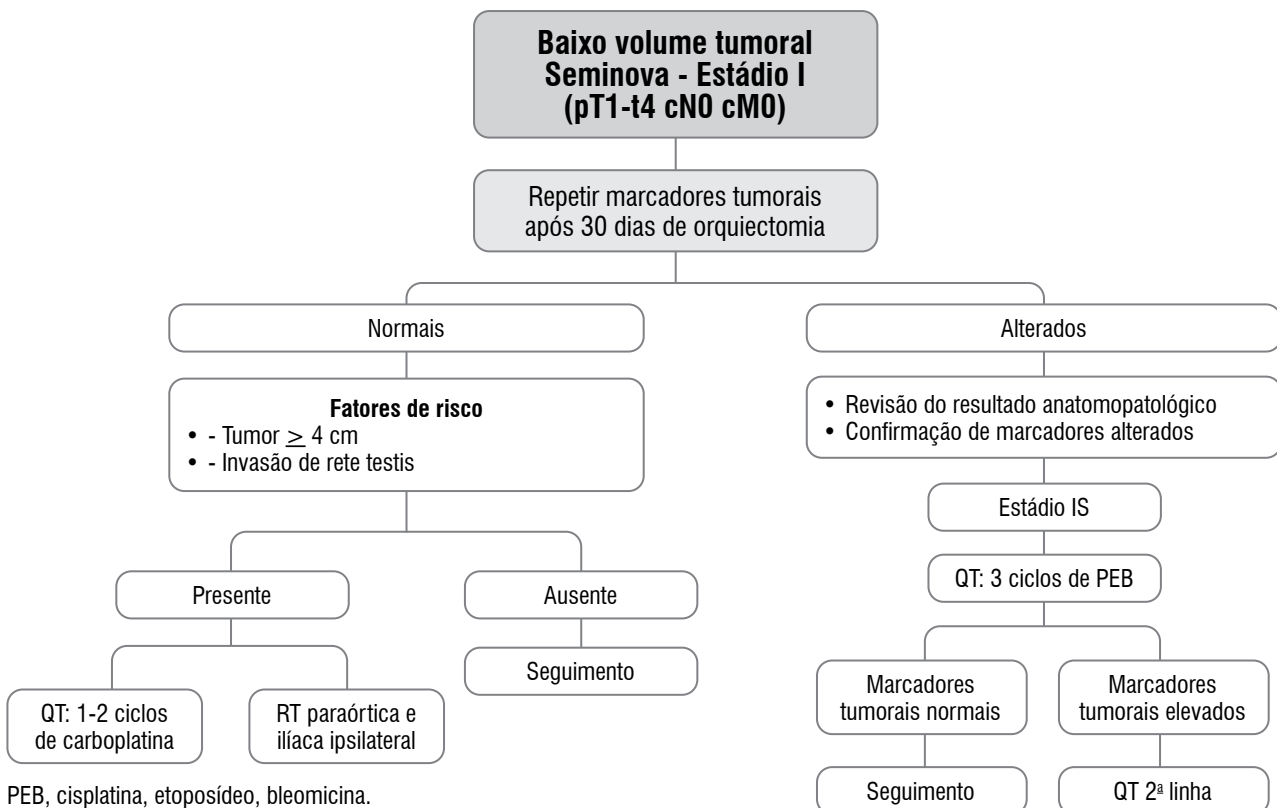 Baixo volume tumoral
Seminova - Estádio I
(pT1-t4 cN0 cM0)
Repetir marcadores tumorais
após 30 dias de orquiectomia
Normais
Alterados
Fatores de risco
• - Tumor ≥ 4 cm
• - Invasão de rete testis
• Revisão do resultado anatomopatológico
• Confirmação de marcadores alterados
Estádio IS
QT: 3 ciclos de PEB
Presente
Ausente
Seguimento
QT: 1-2 ciclos
de carboplatina
RT paraórtica e
ilíaca ipsilateral
Marcadores
tumorais normais
Marcadores
tumorais elevados
Seguimento
QT 2ª linha
PEB, cisplatina, etoposídeo, bleomicina.